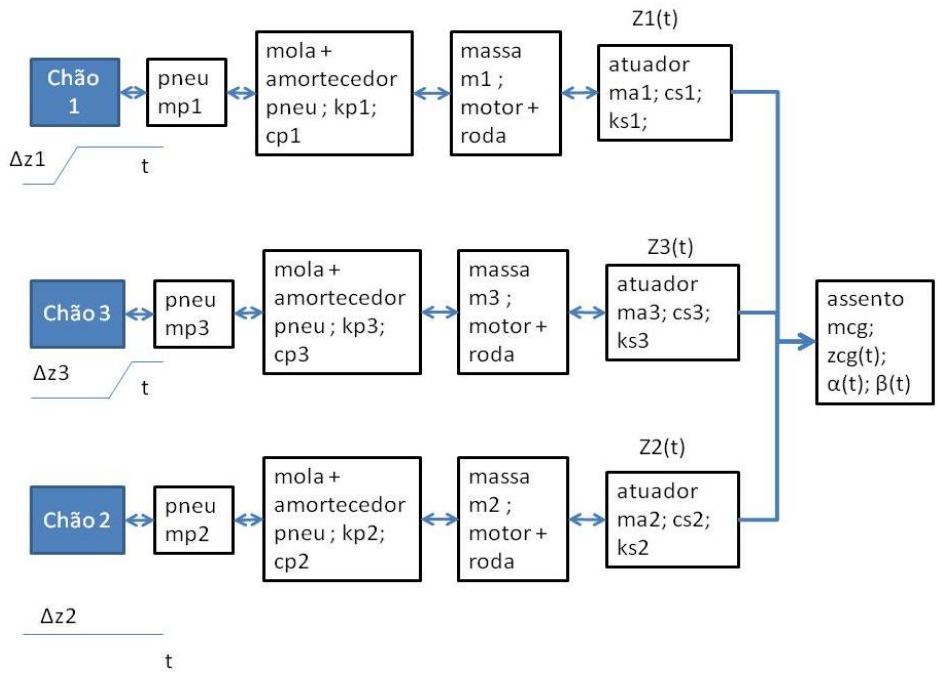 Z1(t)
Chão
1
pneu
mp1
mola +
amortecedor
pneu ; kp1;
cp1
massa
m1 ;
motor +
roda
atuador
ma1; cs1;
ks1;
Δz1
t
Z3(t)
Chão 3
pneu
mp3
mola +
amortecedor
pneu ; kp3;
cp3
massa
m3 ;
motor +
roda
atuador
ma3; cs3;
ks3
assento
mcg;
zcg(t);
α(t); β(t)
Δz3
t
Z2(t)
Chão 2
pneu
mp2
mola +
amortecedor
pneu ; kp2;
cp2
massa
m2 ;
motor +
roda
atuador
ma2; cs2;
ks2
Δz2
t